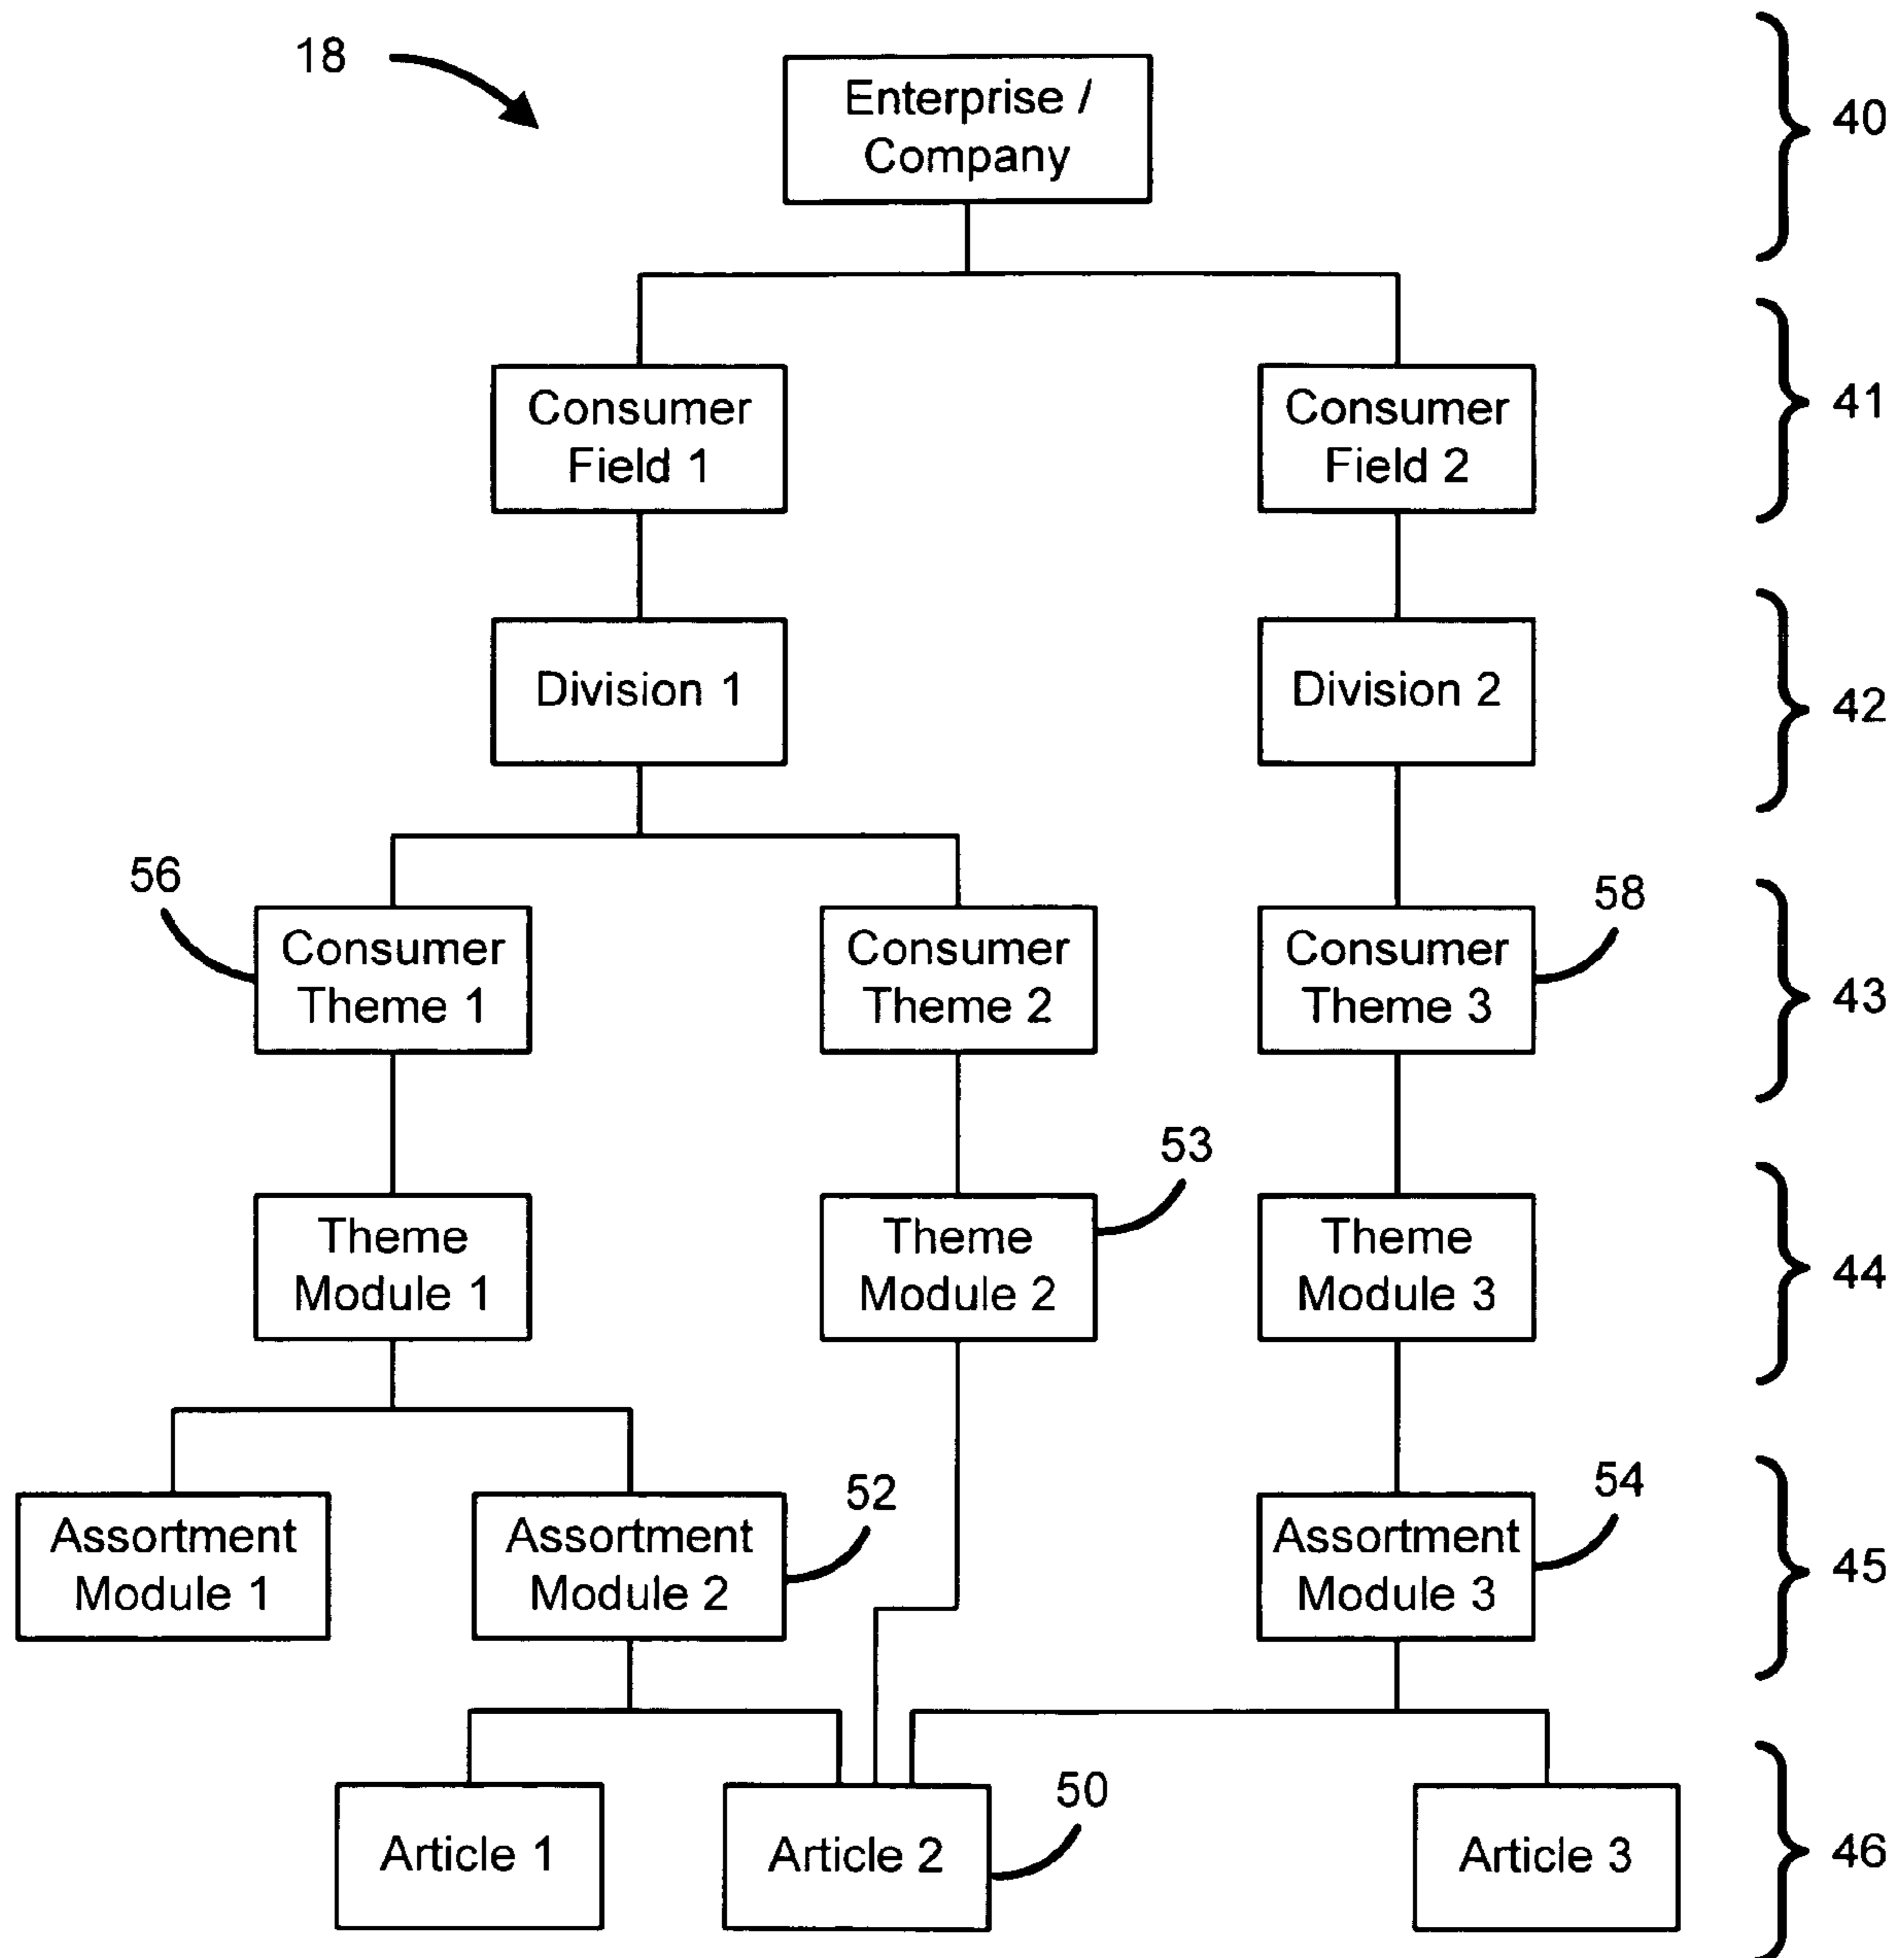 18
Enterprise /
Company
40
Consumer
Field 1
Consumer
Field 2
41
Division 1
Division 2
42
56
Consumer
Theme 1
Consumer
Theme 2
Consumer
Theme 3
58
43
53
Theme
Module 1
Theme
Module 2
Theme
Module 3
44
Assortment
Module 1
Assortment
Module 2
52
Assortment
Module 3
54
45
Article 1
Article 2
50
Article 3
46